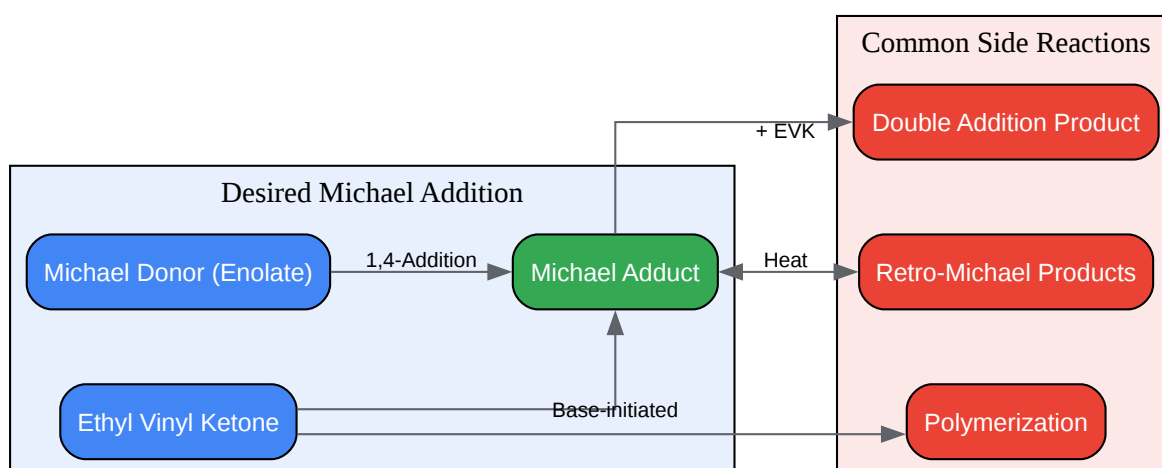 Common Side Reactions
Double Addition Product
+ EVK
Desired Michael Addition
Michael Donor (Enolate)
1,4-Addition
Michael Adduct
Heat
Retro-Michael Products
Ethyl Vinyl Ketone
Base-initiated
Polymerization